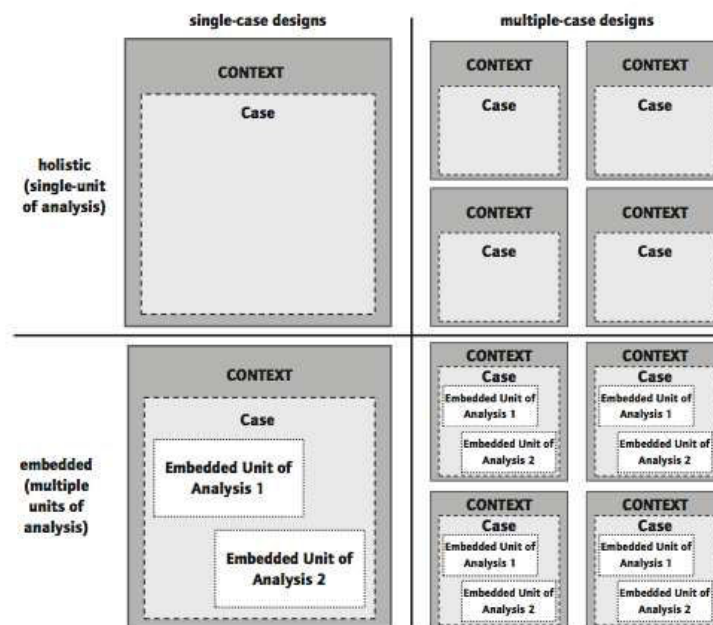 single-case designs
multiple-case designs
holistic
(single-unit
of analysis)
CONTEXT
Case
CONTEXT
Case
CONTEXT
Case
CONTEXT
Case
CONTEXT
Case
embedded
(multiple
units of
analysis)
CONTEXT
Case
Embedded Unit of
Analysis 1
Embedded Unit of
Analysis 2
CONTEXT
Case
Embedded Unit of
Analysis 1
Embedded Unit of
Analysis 2
CONTEXT
Case
Embedded Unit of
Analysis 1
Embedded Unit of
Analysis 2
CONTEXT
Case
Embedded Unit of
Analysis 1
Embedded Unit of
Analysis 2
CONTEXT
Case
Embedded Unit of
Analysis 1
Embedded Unit of
Analysis 2